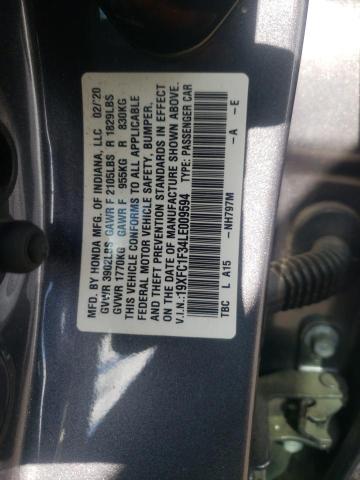 MFD. BY HONDA MFG. OF INDIANA, LLC 02/'20
GVWR 3902LBS GAWR F 2105LBS R 1829LBS
GVWR 1770KG GAWR F 955KG R 830KG
THIS VEHICLE CONFORMS TO ALL APPLICABLE
FEDERAL MOTOR VEHICLE SAFETY, BUMPER,
AND THEFT PREVENTION STANDARDS IN EFFECT
ON THE DATE OF MANUFACTURE SHOWN ABOVE.
V.I.N.:19XFC1F34LE009594 TYPE: PASSENGER CAR
TBC L A15 -NH797M -A -E